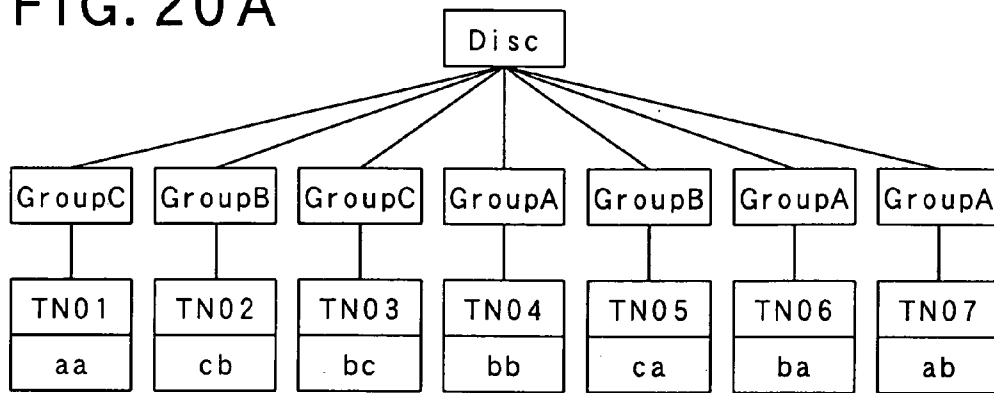 FIG. 20A
Disc
GroupC GroupB GroupC GroupA GroupB GroupA GroupA
TN01 TN02 TN03 TN04 TN05 TN06 TN07
aa cb bc bb ca ba ab